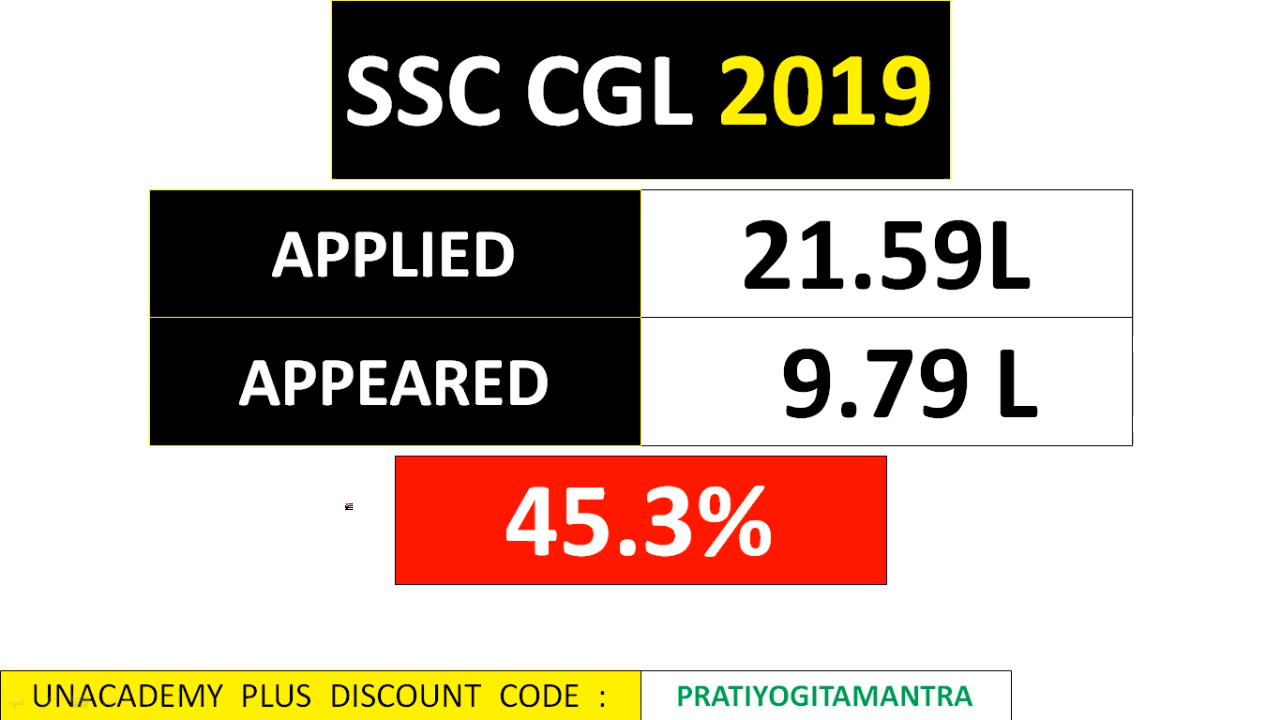 SSC CGL 2019
APPLIED 21.59L
APPEARED 9.79 L
45.3%
UNACADEMY PLUS DISCOUNT CODE : PRATIYOGITAMANTRA